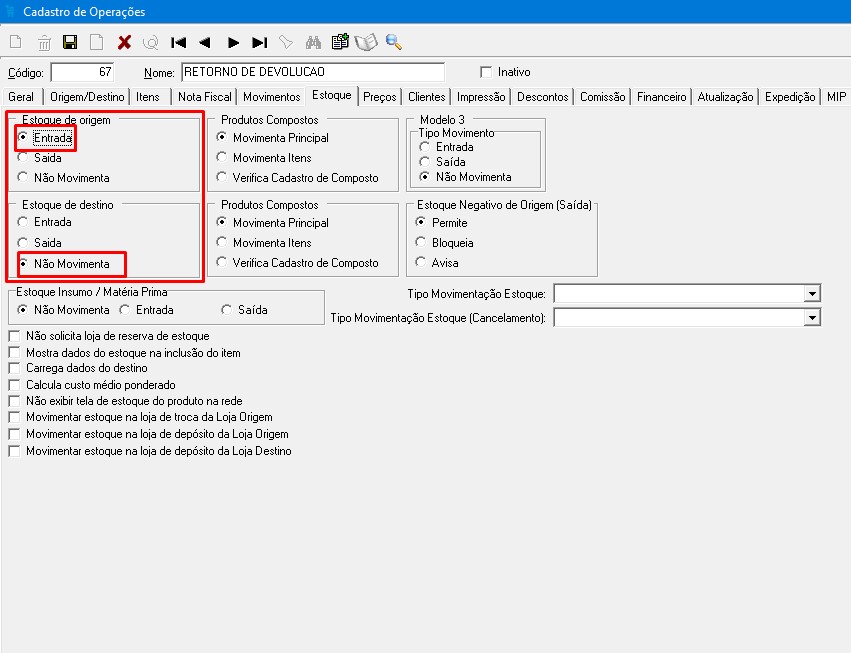 Cadastro de Operações
Código: 67 Nome: RETORNO DE DEVOLUCAO Inativo
Geral Origem/Destino Itens Nota Fiscal Movimentos Estoque Preços Clientes Impressão Descontos Comissão Financeiro Atualização Expedição MIP
Estoque de origem
Entrada
Saida
Não Movimenta
Produtos Compostos
Movimenta Principal
Movimenta Itens
Verifica Cadastro de Composto
Modelo 3
Tipo Movimento
Entrada
Saída
Não Movimenta
Estoque de destino
Entrada
Saida
Não Movimenta
Produtos Compostos
Movimenta Principal
Movimenta Itens
Verifica Cadastro de Composto
Estoque Negativo de Origem (Saída)
Permite
Bloqueia
Avisa
Estoque Insumo / Matéria Prima
Não Movimenta Entrada Saída
Tipo Movimentação Estoque:
Tipo Movimentação Estoque (Cancelamento):
Não solicita loja de reserva de estoque
Mostra dados do estoque na inclusão do item
Carrega dados do destino
Calcula custo médio ponderado
Não exibir tela de estoque do produto na rede
Movimentar estoque na loja de troca da Loja Origem
Movimentar estoque na loja de depósito da Loja Origem
Movimentar estoque na loja de depósito da Loja Destino